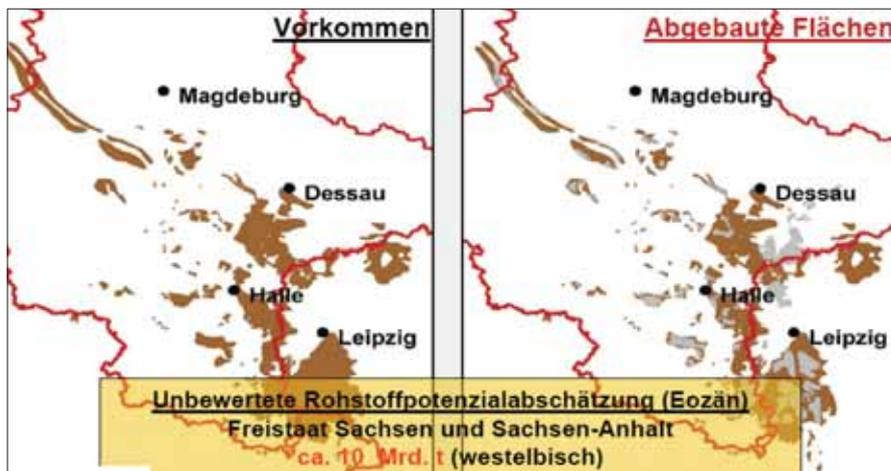 Vorkommen
Magdeburg
Dessau
Halle
Leipzig
Abgebaute Flächen
Magdeburg
Dessau
Halle
Leipzig
Unbewertete Rohstoffpotenzialabschätzung (Eozän)
Freistaat Sachsen und Sachsen-Anhalt
ca. 10 Mrd. t (westelbisch)